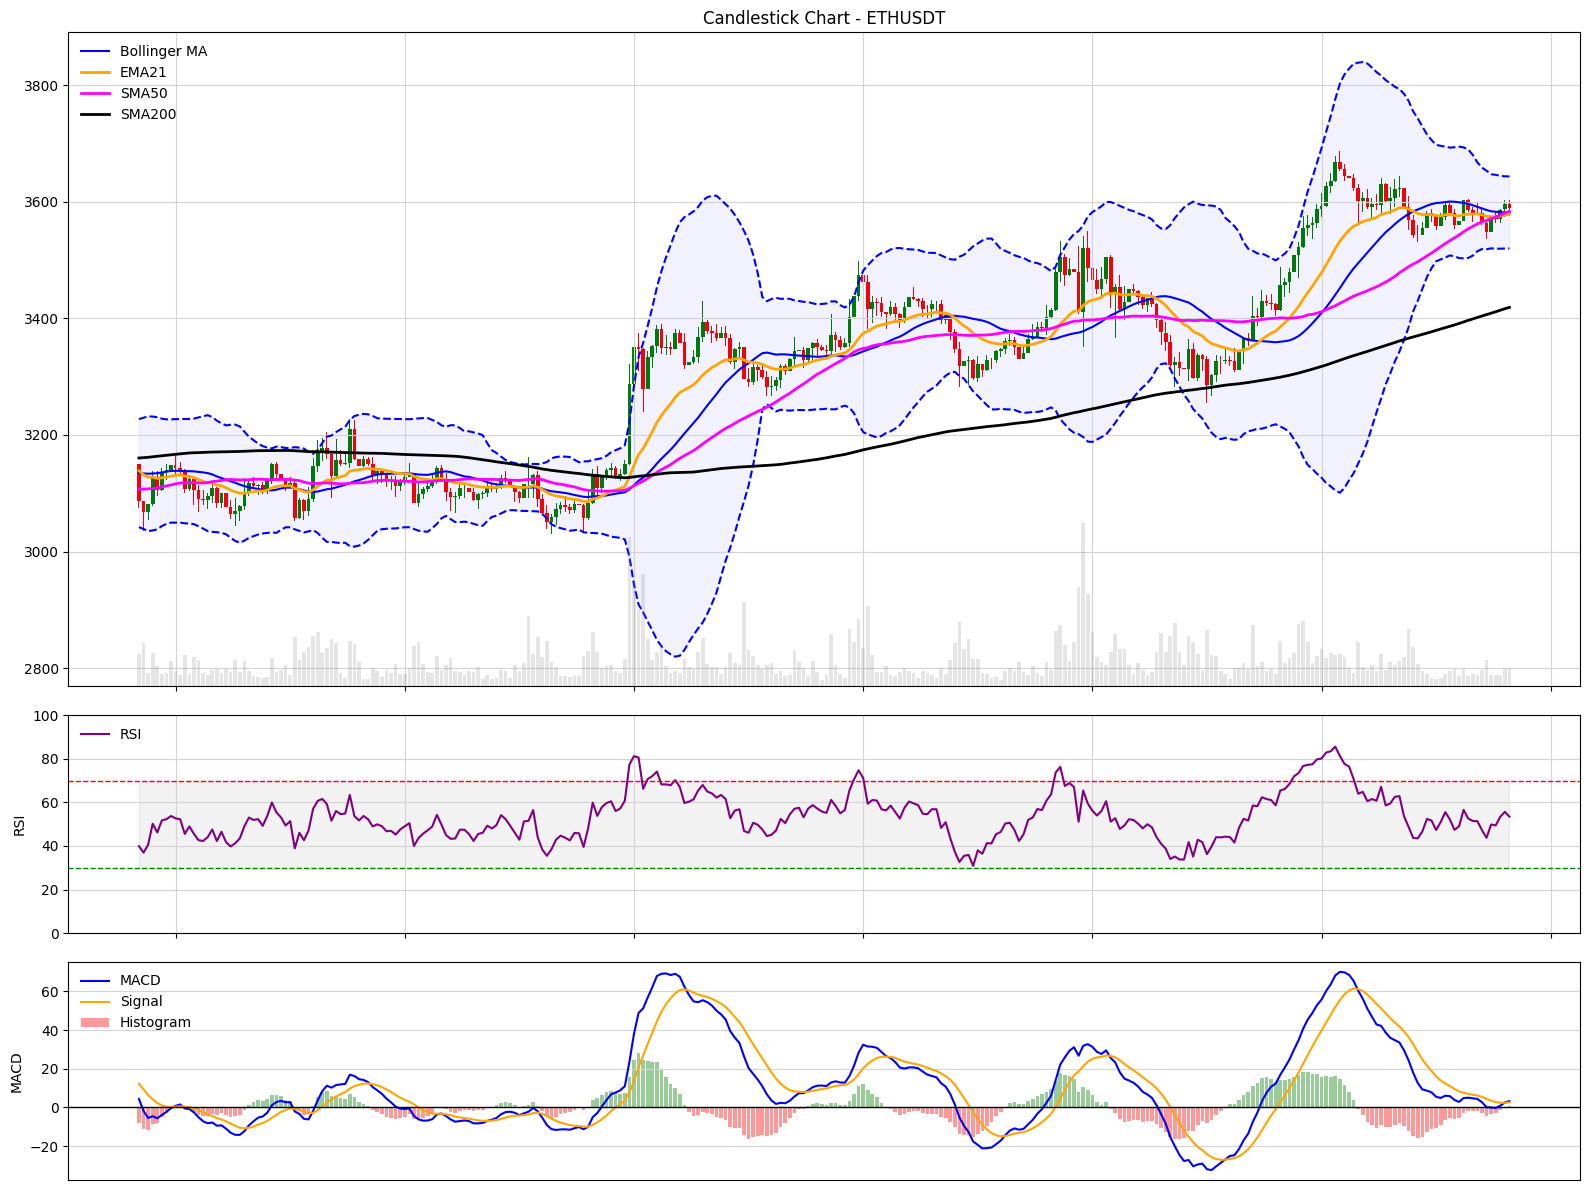 Candlestick Chart - ETHUSDT
Bollinger MA
EMA21
SMA50
SMA200
3800
3600
3400
3200
3000
2800
RSI
100
80
60
40
20
0
RSI
MACD
Signal
Histogram
60
40
20
0
−20
MACD